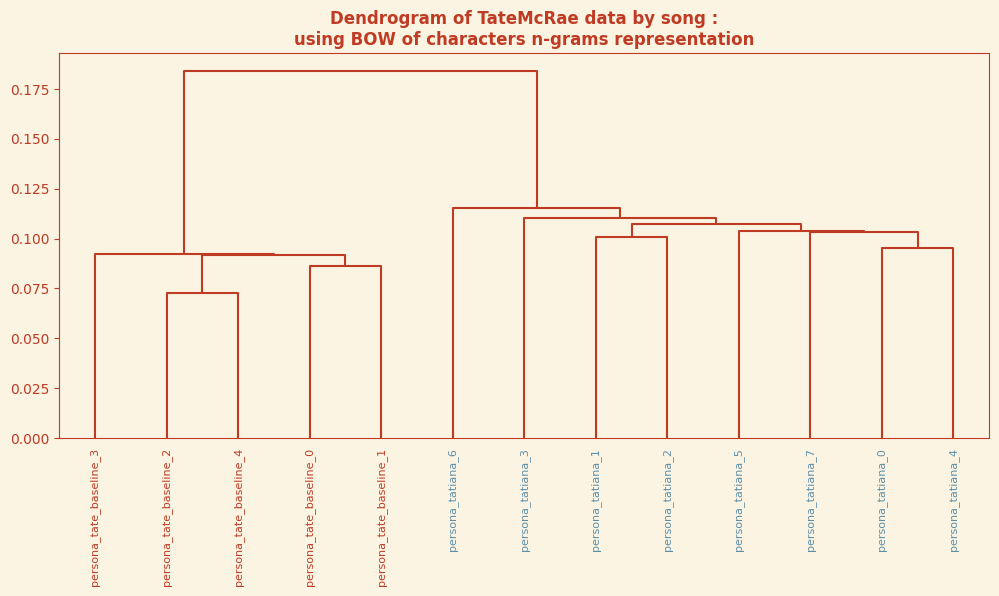 Dendrogram of TateMcRae data by song :
using BOW of characters n-grams representation
0.175
0.150
0.125
0.100
0.075
0.050
0.025
0.000
persona_tate_baseline_3
persona_tate_baseline_2
persona_tate_baseline_4
persona_tate_baseline_0
persona_tate_baseline_1
persona_tatiana_6
persona_tatiana_3
persona_tatiana_1
persona_tatiana_2
persona_tatiana_5
persona_tatiana_7
persona_tatiana_0
persona_tatiana_4